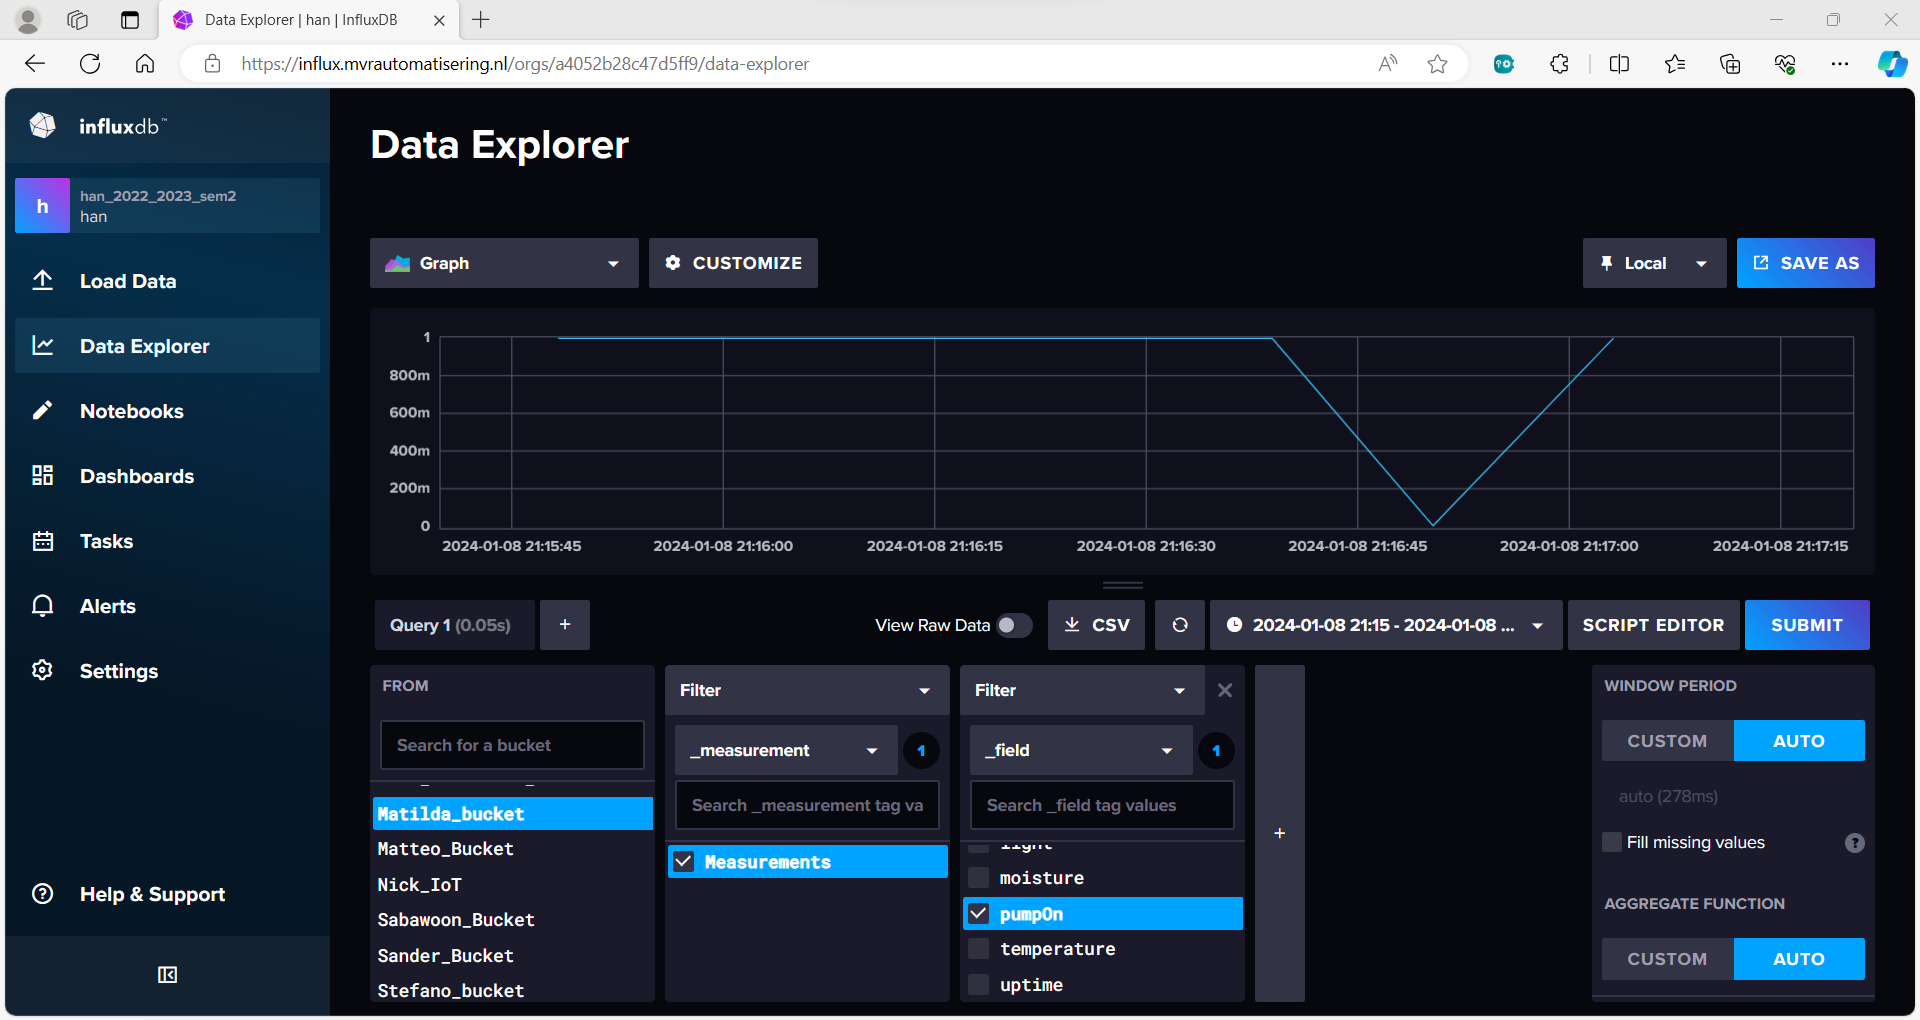 Data Explorer | han | InfluxDB
https://influx.mvrautomatisering.nl/orgs/a4052b28c47d5ff9/data-explorer
influxdb™
h
han_2022_2023_sem2
han
Load Data
Data Explorer
Notebooks
Dashboards
Tasks
Alerts
Settings
Help & Support
Data Explorer
Graph
CUSTOMIZE
Local
SAVE AS
1
800m
600m
400m
200m
0
2024-01-08 21:15:45
2024-01-08 21:16:00
2024-01-08 21:16:15
2024-01-08 21:16:30
2024-01-08 21:16:45
2024-01-08 21:17:00
2024-01-08 21:17:15
Query 1 (0.05s)
+
View Raw Data
CSV
2024-01-08 21:15 - 2024-01-08 ...
SCRIPT EDITOR
SUBMIT
FROM
Search for a bucket
Matilda_bucket
Matteo_Bucket
Nick_IoT
Sabawoon_Bucket
Sander_Bucket
Stefano_bucket
Filter
_measurement
1
Search _measurement tag va
Measurements
Filter
_field
1
Search _field tag values
light
moisture
pumpOn
temperature
uptime
+
WINDOW PERIOD
CUSTOM
AUTO
auto (278ms)
Fill missing values
?
AGGREGATE FUNCTION
CUSTOM
AUTO